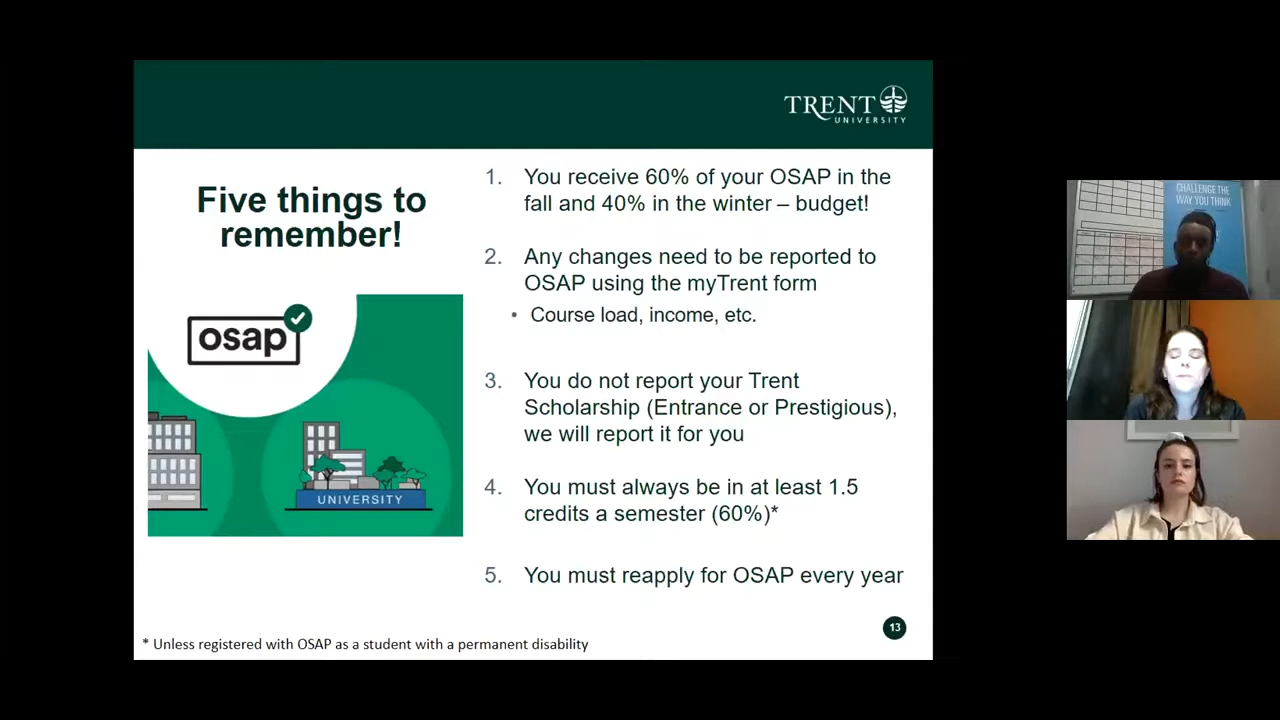 TRENT
UNIVERSITY
Five things to
remember!
osap
UNIVERSITY
1. You receive 60% of your OSAP in the
fall and 40% in the winter – budget!
2. Any changes need to be reported to
OSAP using the myTrent form
• Course load, income, etc.
3. You do not report your Trent
Scholarship (Entrance or Prestigious),
we will report it for you
4. You must always be in at least 1.5
credits a semester (60%)*
5. You must reapply for OSAP every year
13
* Unless registered with OSAP as a student with a permanent disability
CHALLENGE THE
WAY YOU THINK